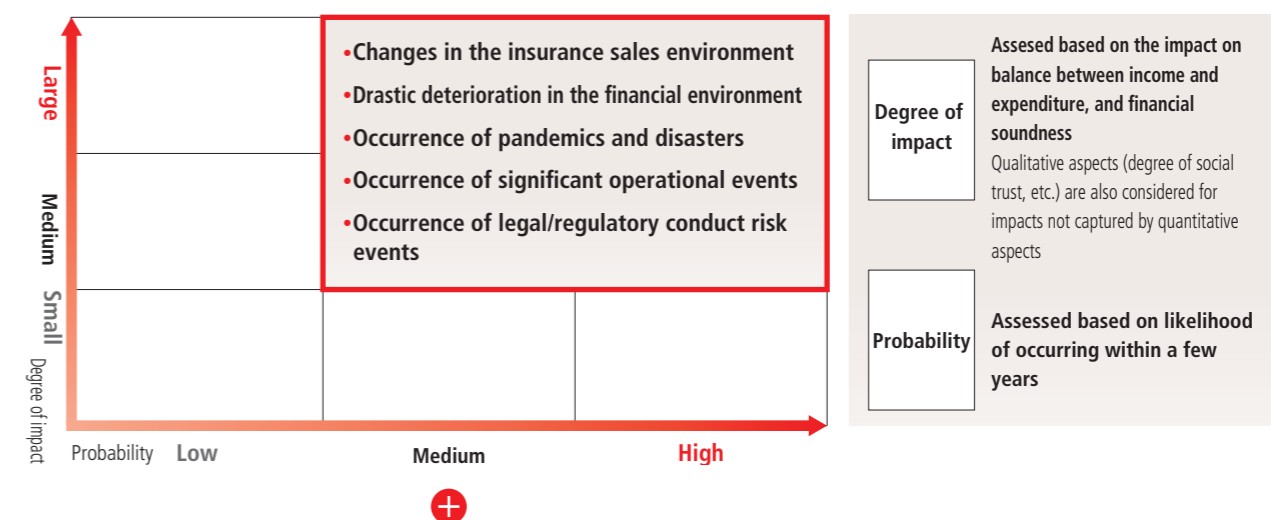 •Changes in the insurance sales environment
•Drastic deterioration in the financial environment
•Occurrence of pandemics and disasters
•Occurrence of significant operational events
•Occurrence of legal/regulatory conduct risk
events
Large
Medium
Small
Degree of impact
Probability
Low
Medium
High
Degree of
impact
Assesed based on the impact on
balance between income and
expenditure, and financial
soundness
Qualitative aspects (degree of social
trust, etc.) are also considered for
impacts not captured by quantitative
aspects
Probability
Assessed based on likelihood
of occurring within a few
years